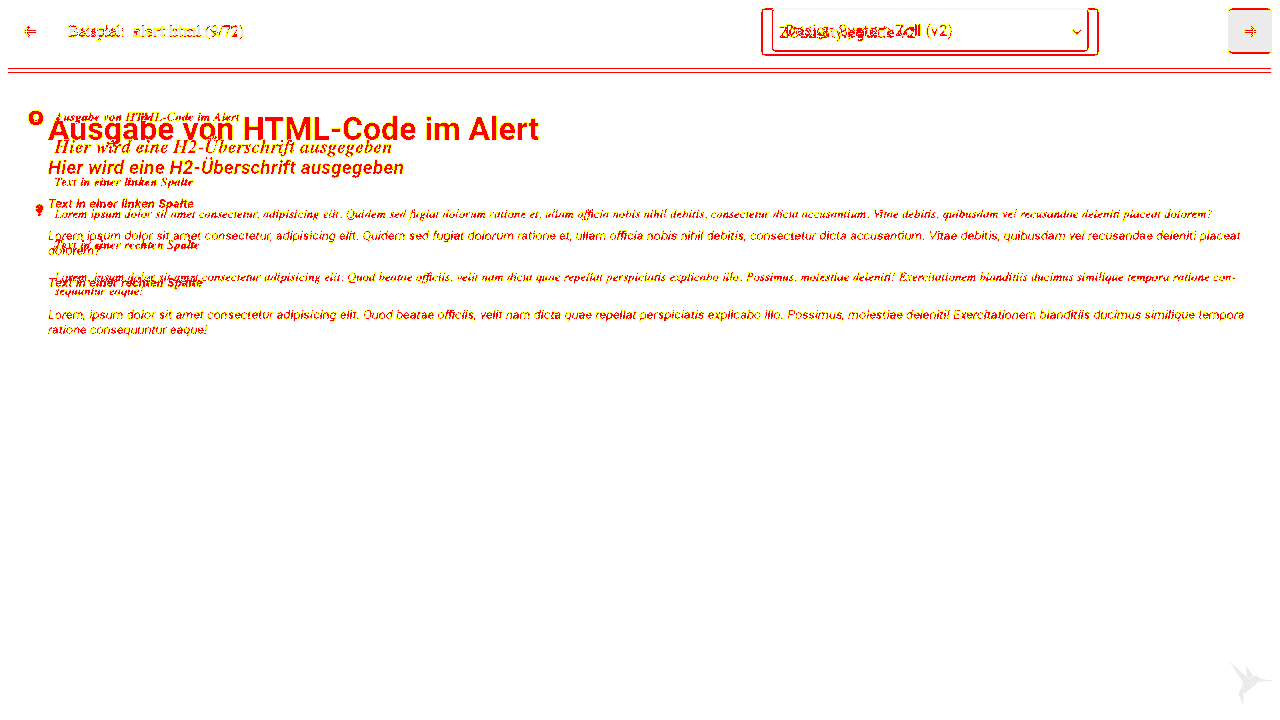 Beispiel: alert html (9/72)
Design System Zoll (v2)
Ausgabe von HTML-Code im Alert
Ausgabe von HTML-Code im Alert
Hier wird eine H2-Überschrift ausgegeben
Hier wird eine H2-Überschrift ausgegeben
Text in einer linken Spalte
Text in einer linken Spalte
Lorem ipsum dolor sit amet consectetur, adipisicing elit. Quidem sed fugiat dolorum ratione et, ullam officia nobis nihil debitis, consectetur dicta accusantium. Vitae debitis, quibusdam vel recusandae deleniti placeat dolorem?
Lorem ipsum dolor sit amet consectetur, adipisicing elit. Quidem sed fugiat dolorum ratione et, ullam officia nobis nihil debitis, consectetur dicta accusantium. Vitae debitis, quibusdam vel recusandae deleniti placeat
dolorem?
Text in einer rechten Spalte
Lorem, ipsum dolor sit amet consectetur adipisicing elit. Quod beatae officiis, velit nam dicta quae repellat perspiciatis explicabo illo. Possimus, molestiae deleniti! Exercitationem blanditiis ducimus similique tempora ratione con-
sequuntur eaque!
Text in einer rechten Spalte
Lorem, ipsum dolor sit amet consectetur adipisicing elit. Quod beatae officiis, velit nam dicta quae repellat perspiciatis explicabo illo. Possimus, molestiae deleniti! Exercitationem blanditiis ducimus similique tempora
ratione consequuntur eaque!